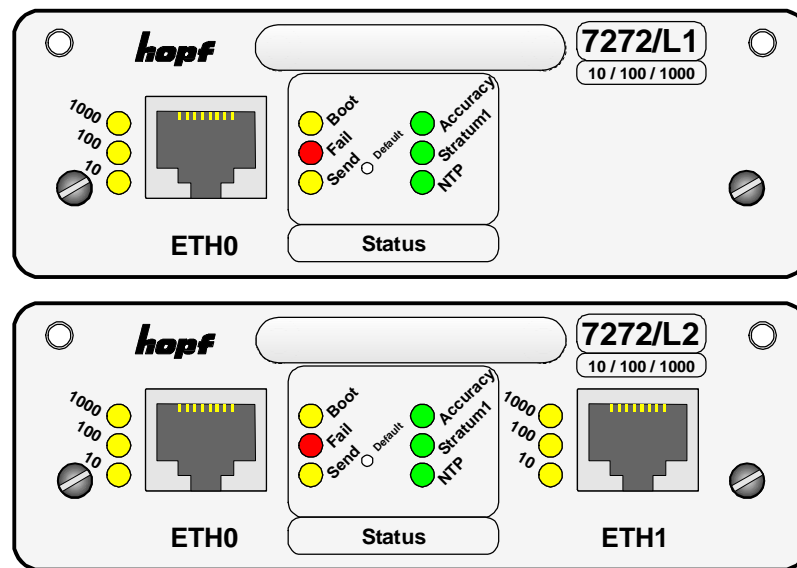 hopf
7272/L1
10 / 100 / 1000
1000
100
10
Boot
Fail
Send
Default
Accuracy
Stratum1
NTP
ETH0
Status
hopf
7272/L2
10 / 100 / 1000
1000
100
10
Boot
Fail
Send
Default
Accuracy
Stratum1
NTP
1000
100
10
ETH0
Status
ETH1